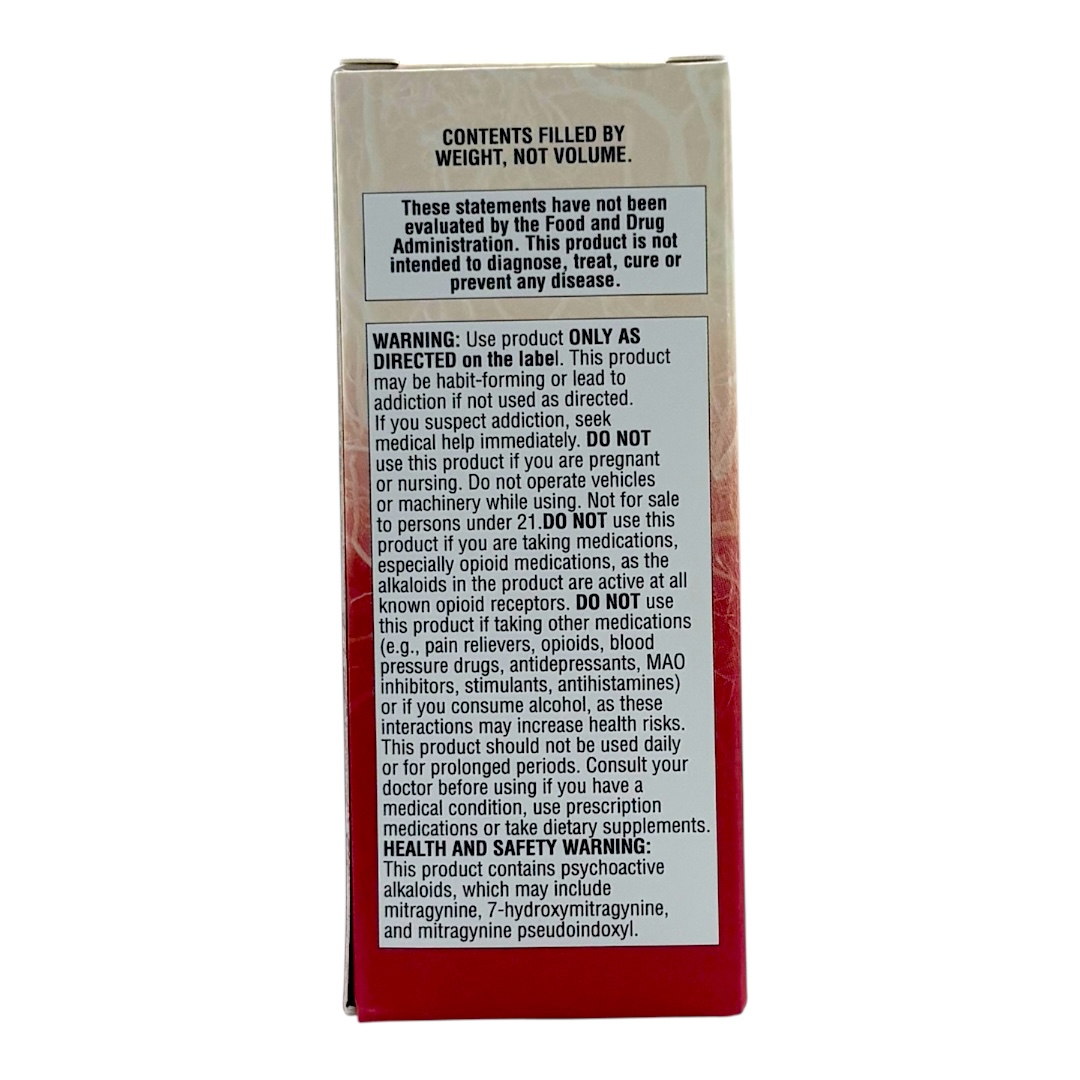 CONTENTS FILLED BY
WEIGHT, NOT VOLUME.
These statements have not been
evaluated by the Food and Drug
Administration. This product is not
intended to diagnose, treat, cure or
prevent any disease.
WARNING: Use product ONLY AS
DIRECTED on the label. This product
may be habit-forming or lead to
addiction if not used as directed.
If you suspect addiction, seek
medical help immediately. DO NOT
use this product if you are pregnant
or nursing. Do not operate vehicles
or machinery while using. Not for sale
to persons under 21.DO NOT use this
product if you are taking medications,
especially opioid medications, as the
alkaloids in the product are active at all
known opioid receptors. DO NOT use
this product if taking other medications
(e.g., pain relievers, opioids, blood
pressure drugs, antidepressants, MAO
inhibitors, stimulants, antihistamines)
or if you consume alcohol, as these
interactions may increase health risks.
This product should not be used daily
or for prolonged periods. Consult your
doctor before using if you have a
medical condition, use prescription
medications or take dietary supplements.
HEALTH AND SAFETY WARNING:
This product contains psychoactive
alkaloids, which may include
mitragynine, 7-hydroxymitragynine,
and mitragynine pseudoindoxyl.